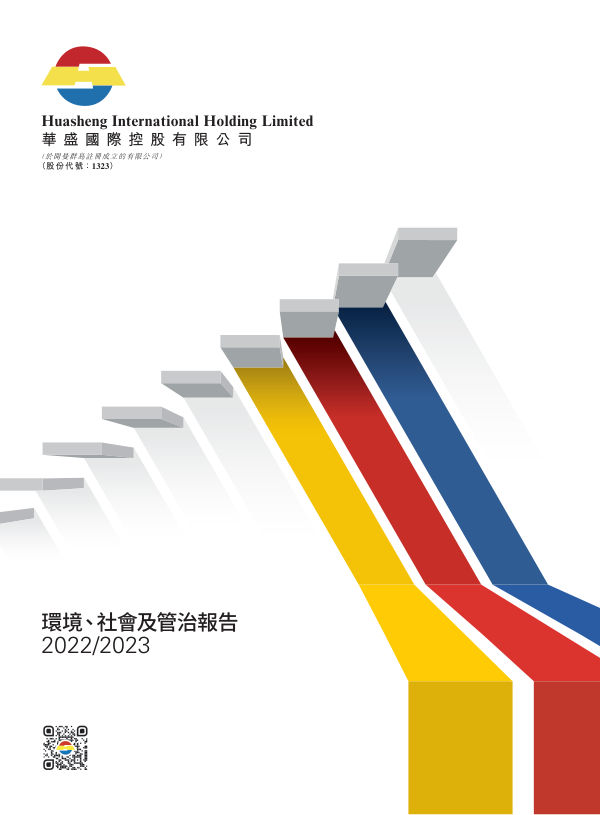 Huasheng International Holding Limited
華盛國際控股有限公司
(於開曼群島註冊成立的有限公司)
(股份代號：1323)
環境、社會及管治報告
2022/2023